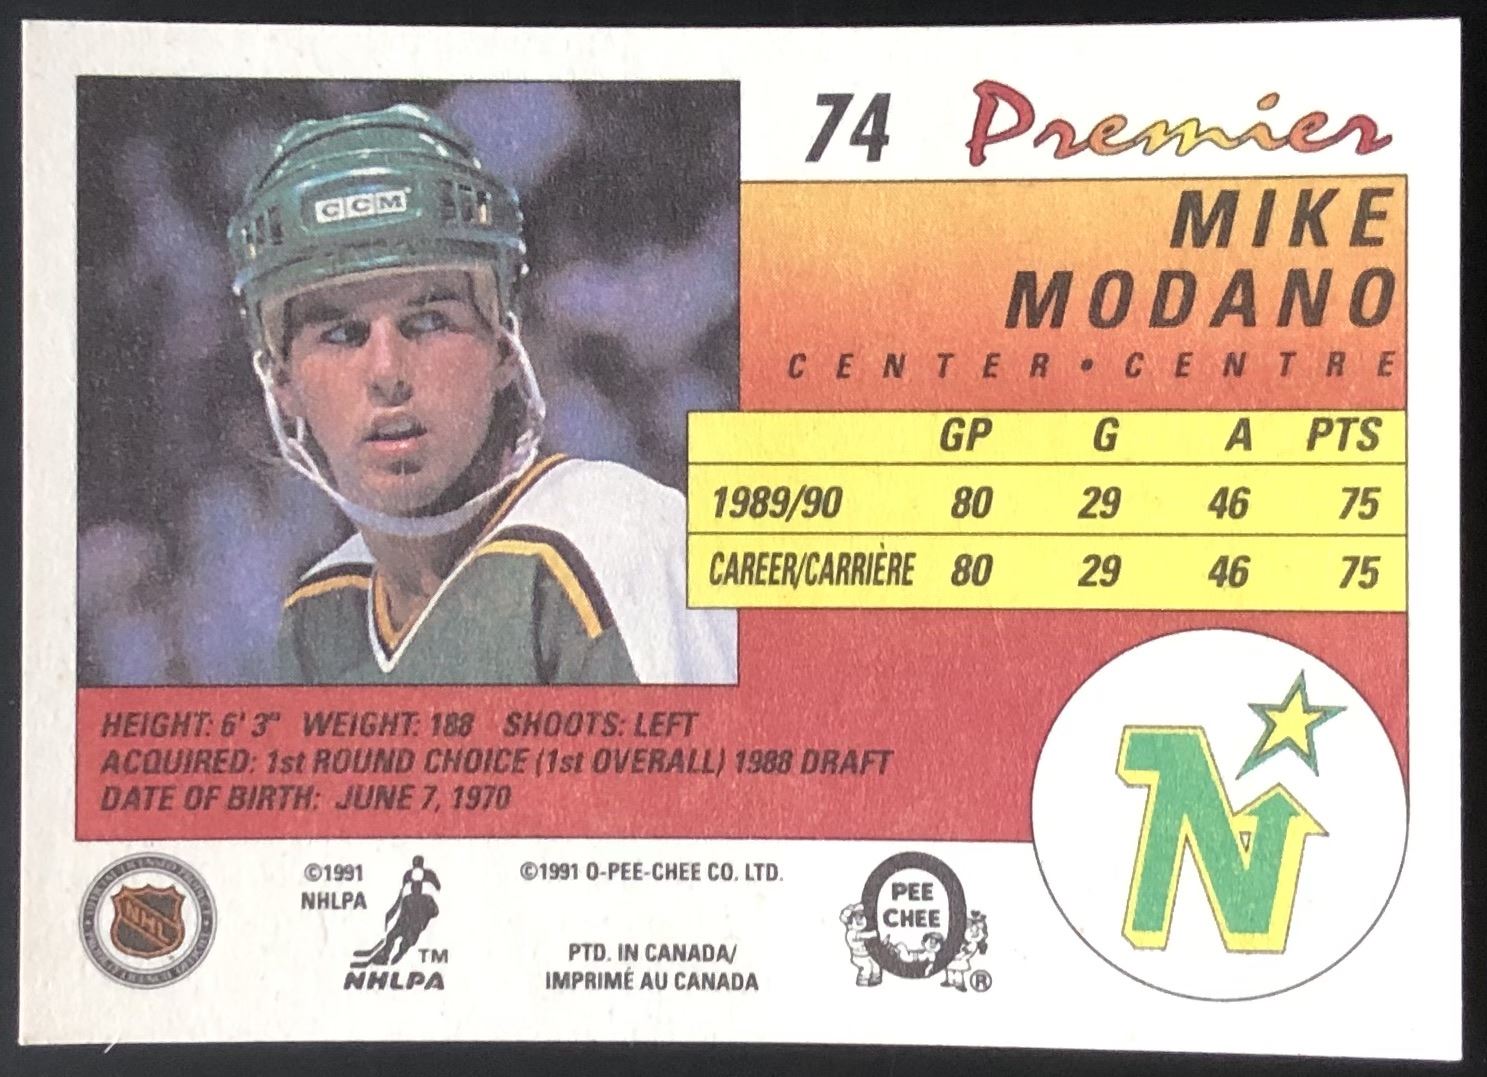 74 Premier
MIKE
MODANO
CENTER • CENTRE
CCM
GP G A PTS
1989/90 80 29 46 75
CAREER/CARRIÈRE 80 29 46 75
HEIGHT: 6' 3" WEIGHT: 188 SHOOTS: LEFT
ACQUIRED: 1st ROUND CHOICE (1st OVERALL) 1988 DRAFT
DATE OF BIRTH: JUNE 7, 1970
N
NHL
©1991
NHLPA
TM
NHLPA
©1991 O-PEE-CHEE CO. LTD.
PTD. IN CANADA/
IMPRIMÉ AU CANADA
O
PEE
CHEE
®